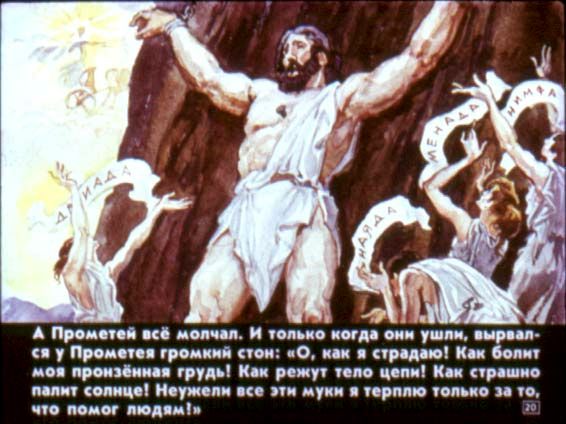 ДРИАДА
НАЯДА
МЕНАДА
НИМФА
А Прометей всё молчал. И только когда они ушли, вырвал-
ся у Прометея громкий стон: «О, как я страдаю! Как болит
моя пронзённая грудь! Как режут тело цепи! Как страшно
палит солнце! Неужели все эти муки я терплю только за то,
что помог людям!»
20